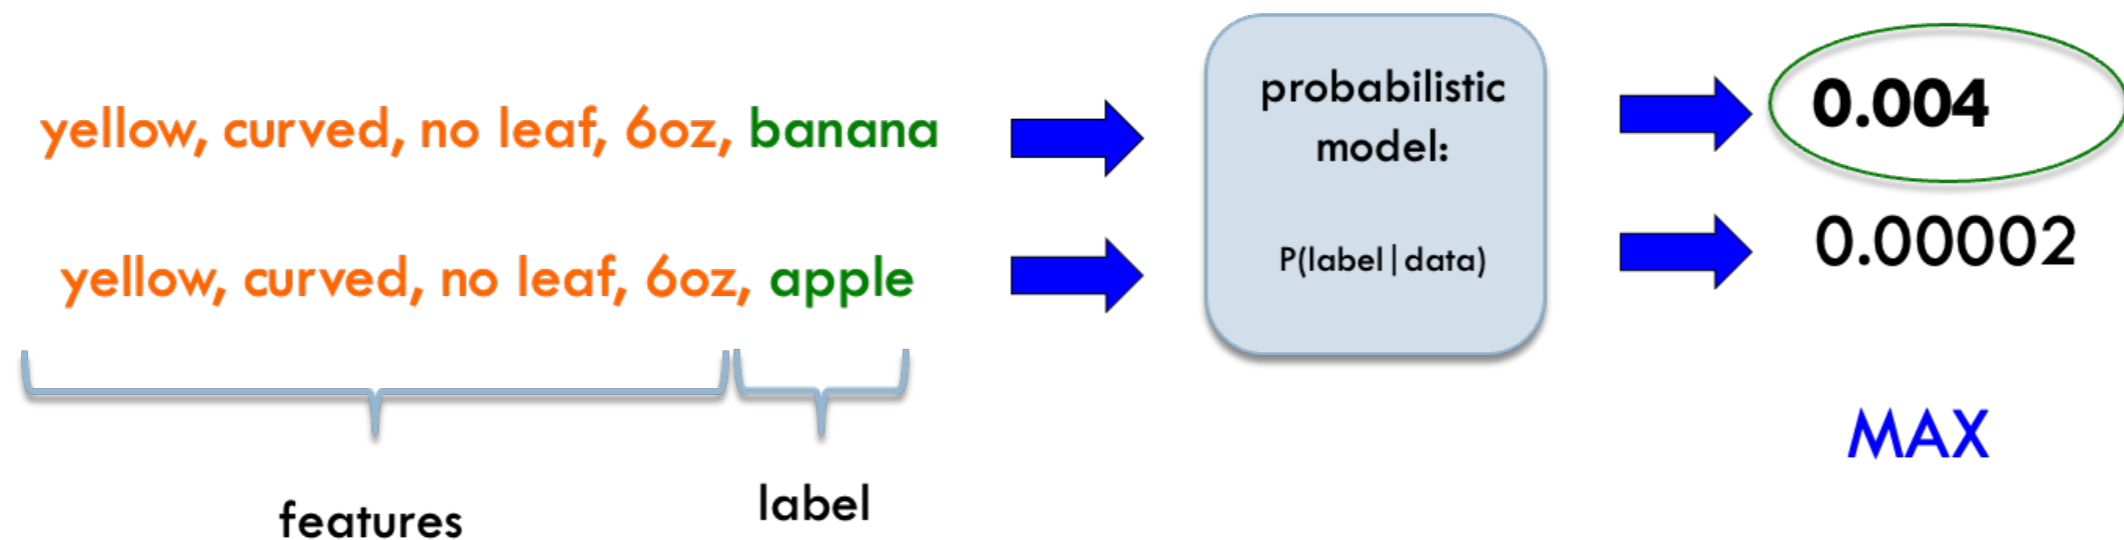 yellow, curved, no leaf, 6oz, banana
yellow, curved, no leaf, 6oz, apple
features
label
probabilistic
model:
P(label|data)
0.004
0.00002
MAX